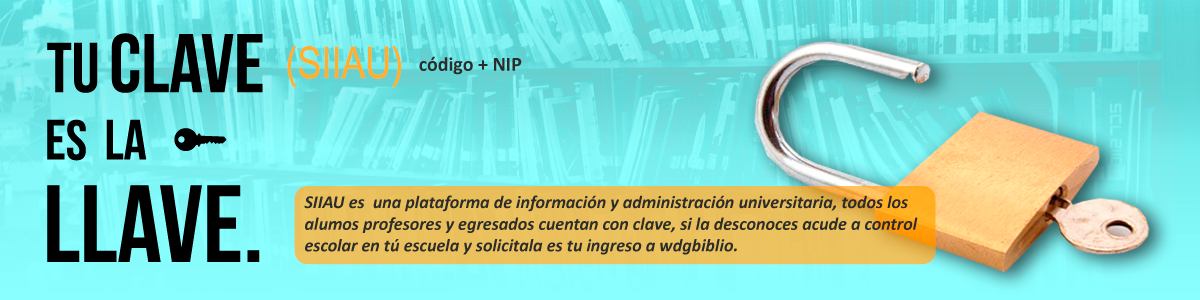 TU CLAVE (SIIAU) código + NIP
ES LA
LLAVE.
SIIAU es una plataforma de información y administración universitaria, todos los
alumos profesores y egresados cuentan con clave, si la desconoces acude a control
escolar en tú escuela y solicitala es tu ingreso a wdgbiblio.